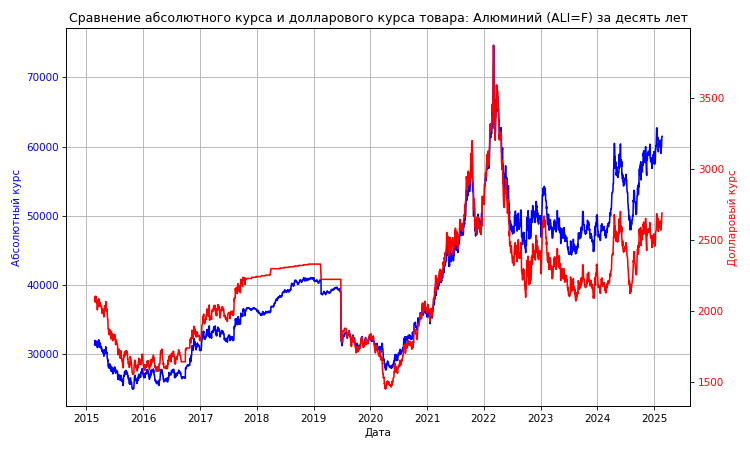 Сравнение абсолютного курса и долларового курса товара: Алюминий (ALI=F) за десять лет
70000
60000
50000
40000
30000
Абсолютный курс
3500
3000
2500
2000
1500
Долларовый курс
2015 2016 2017 2018 2019 2020 2021 2022 2023 2024 2025
Дата